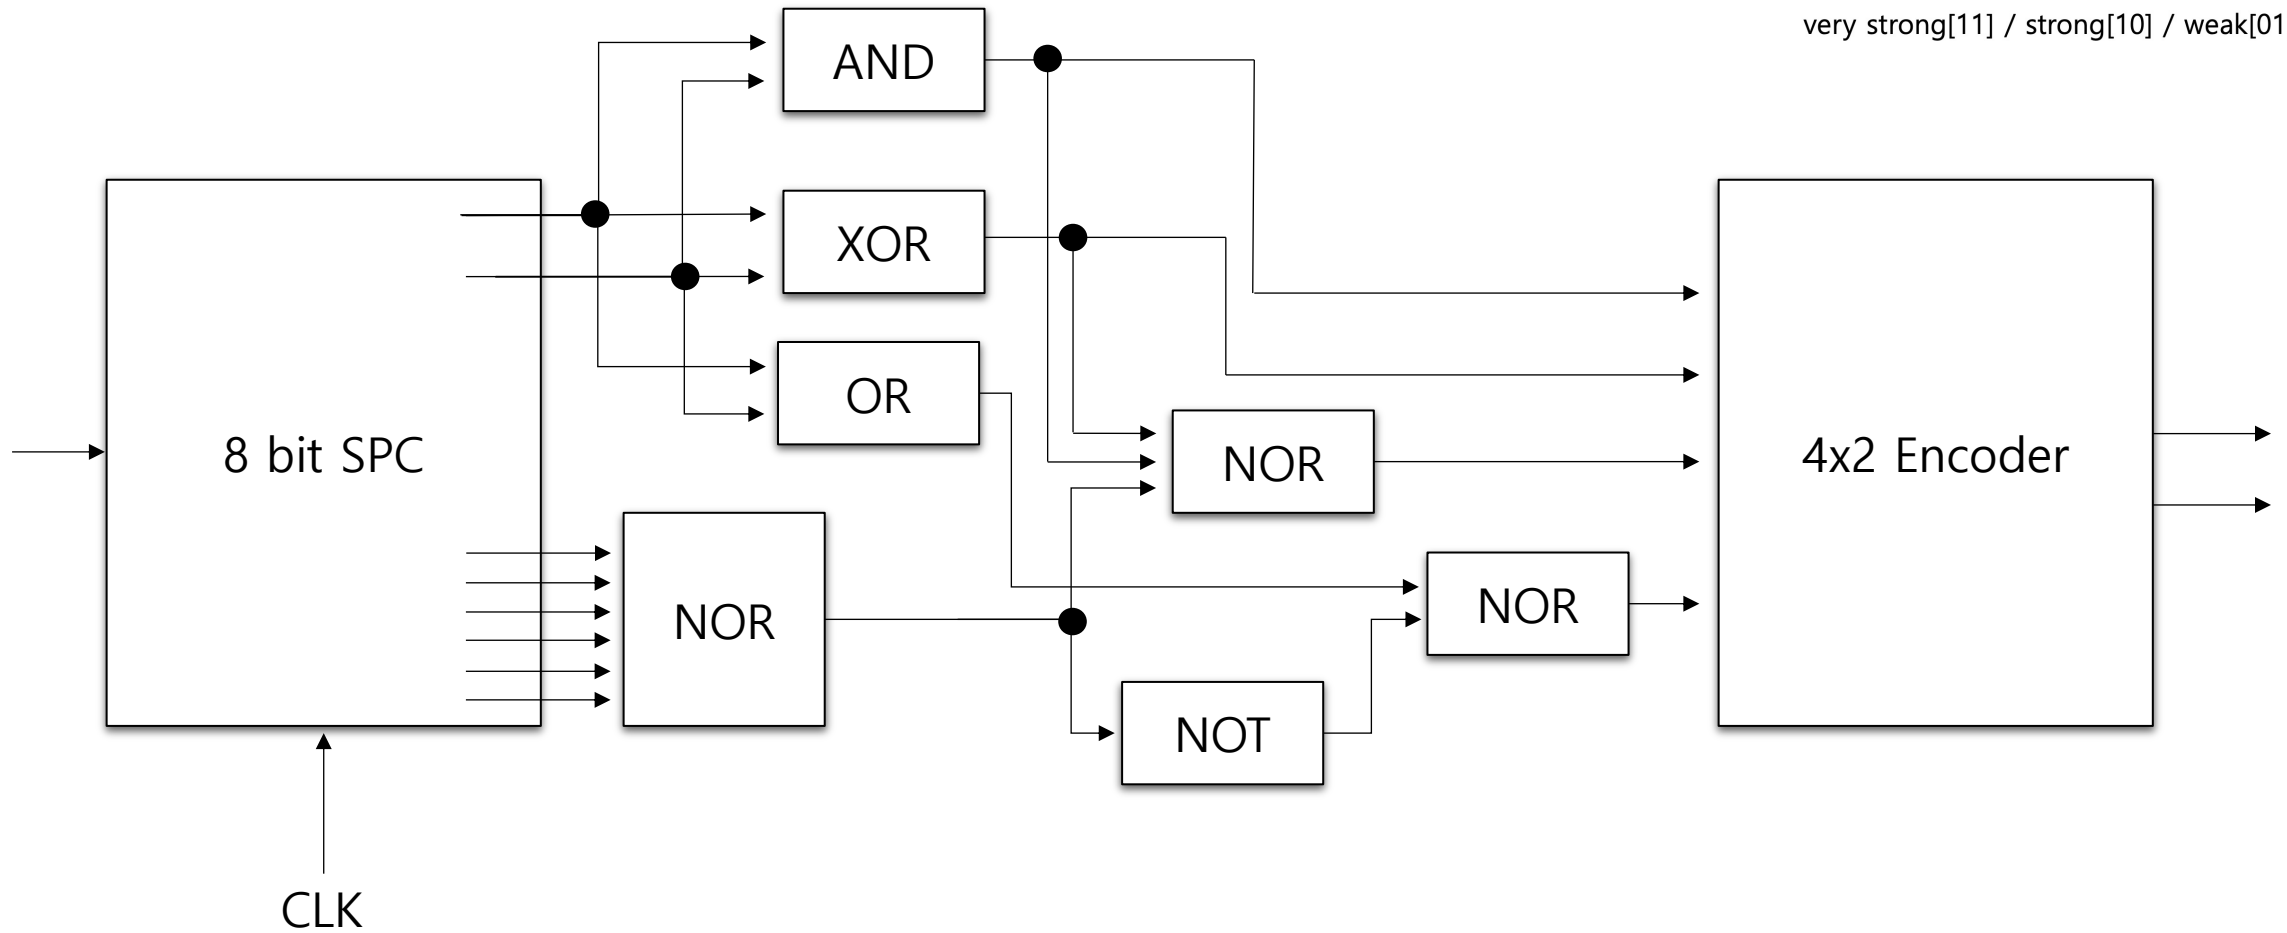 very strong[11] / strong[10] / weak[01
AND
XOR
OR
8 bit SPC
NOR
4x2 Encoder
NOR
NOR
NOT
CLK